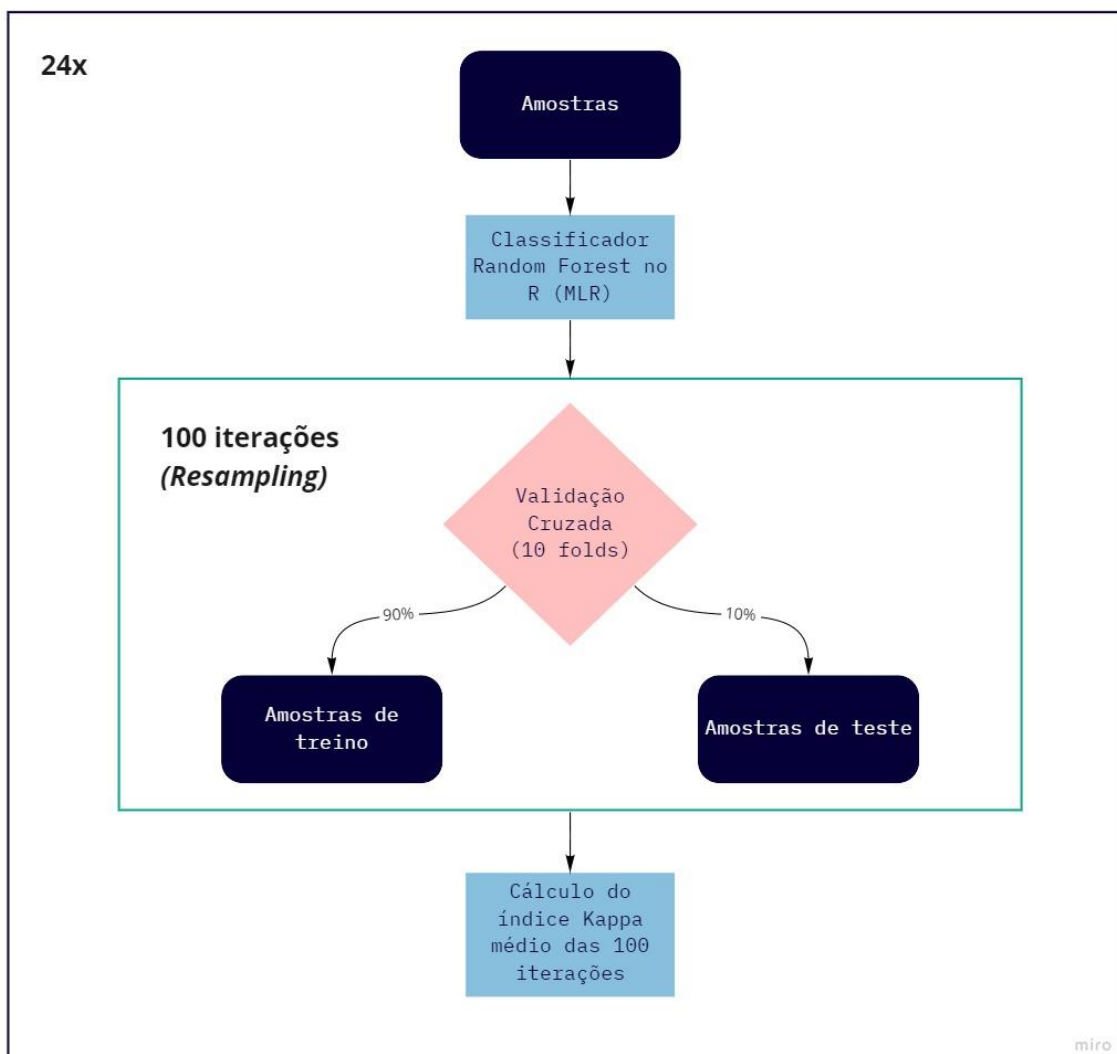 24x
Amostras
Classificador
Random Forest no
R (MLR)
100 iterações
(Resampling)
Validação
Cruzada
(10 folds)
90%
10%
Amostras de
treino
Amostras de teste
Cálculo do
índice Kappa
médio das 100
iterações
miro